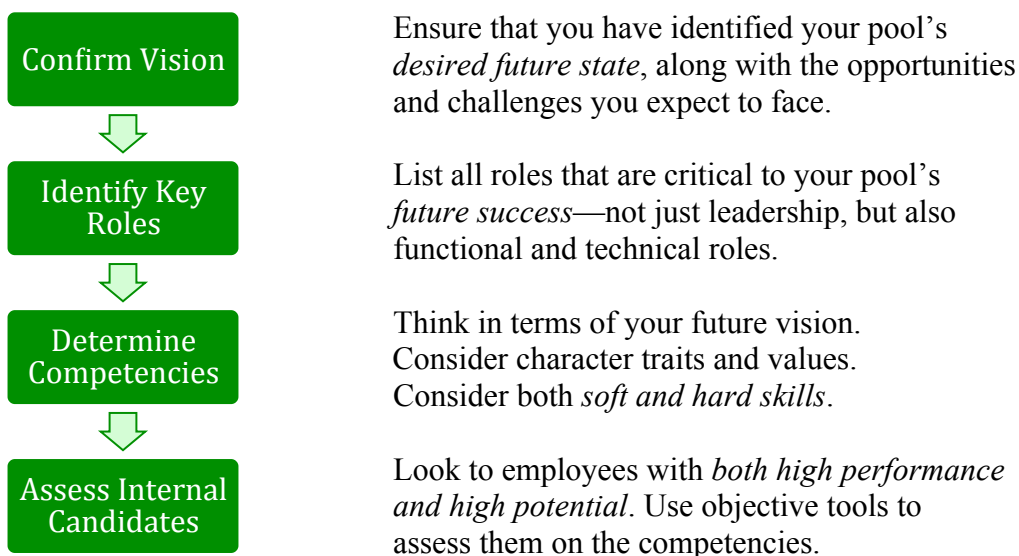 Confirm Vision
Ensure that you have identified your pool’s
desired future state, along with the opportunities
and challenges you expect to face.
Identify Key
Roles
List all roles that are critical to your pool’s
future success—not just leadership, but also
functional and technical roles.
Determine
Competencies
Think in terms of your future vision.
Consider character traits and values.
Consider both soft and hard skills.
Assess Internal
Candidates
Look to employees with both high performance
and high potential. Use objective tools to
assess them on the competencies.